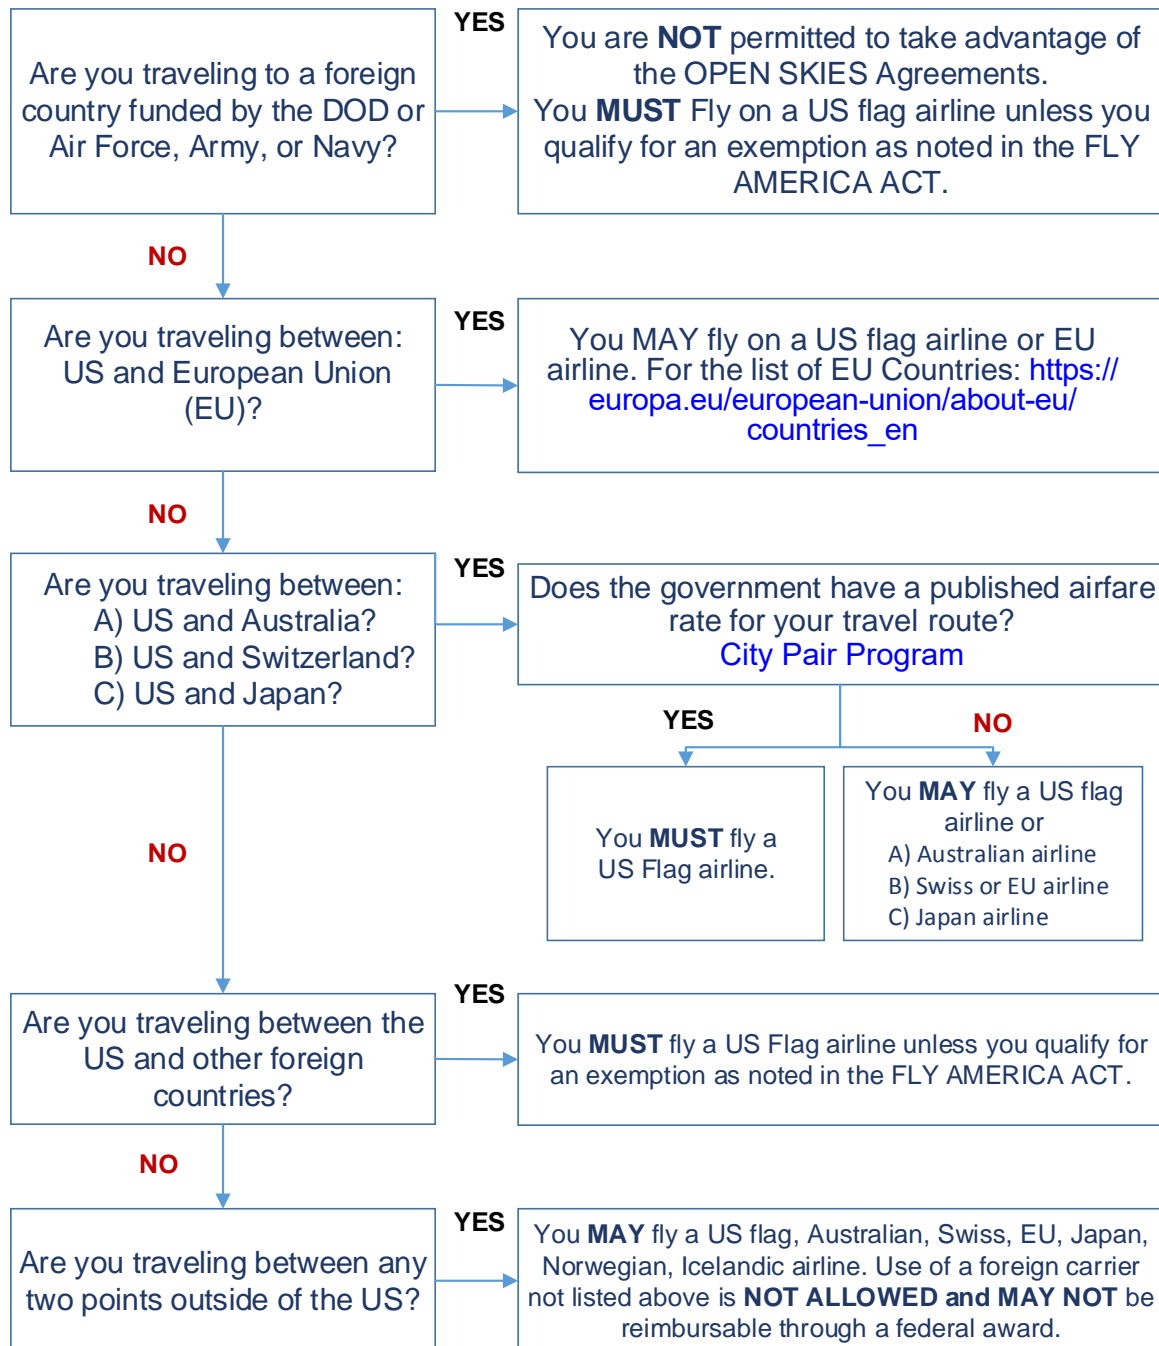 Are you traveling to a foreign
country funded by the DOD or
Air Force, Army, or Navy?
YES
You are NOT permitted to take advantage of
the OPEN SKIES Agreements.
You MUST Fly on a US flag airline unless you
qualify for an exemption as noted in the FLY
AMERICA ACT.
NO
Are you traveling between:
US and European Union
(EU)?
YES
You MAY fly on a US flag airline or EU
airline. For the list of EU Countries: https://
europa.eu/european-union/about-eu/
countries_en
NO
Are you traveling between:
A) US and Australia?
B) US and Switzerland?
C) US and Japan?
YES
Does the government have a published airfare
rate for your travel route?
City Pair Program
YES
You MUST fly a
US Flag airline.
NO
You MAY fly a US flag
airline or
A) Australian airline
B) Swiss or EU airline
C) Japan airline
NO
Are you traveling between the
US and other foreign
countries?
YES
You MUST fly a US Flag airline unless you qualify for
an exemption as noted in the FLY AMERICA ACT.
NO
Are you traveling between any
two points outside of the US?
YES
You MAY fly a US flag, Australian, Swiss, EU, Japan,
Norwegian, Icelandic airline. Use of a foreign carrier
not listed above is NOT ALLOWED and MAY NOT be
reimbursable through a federal award.